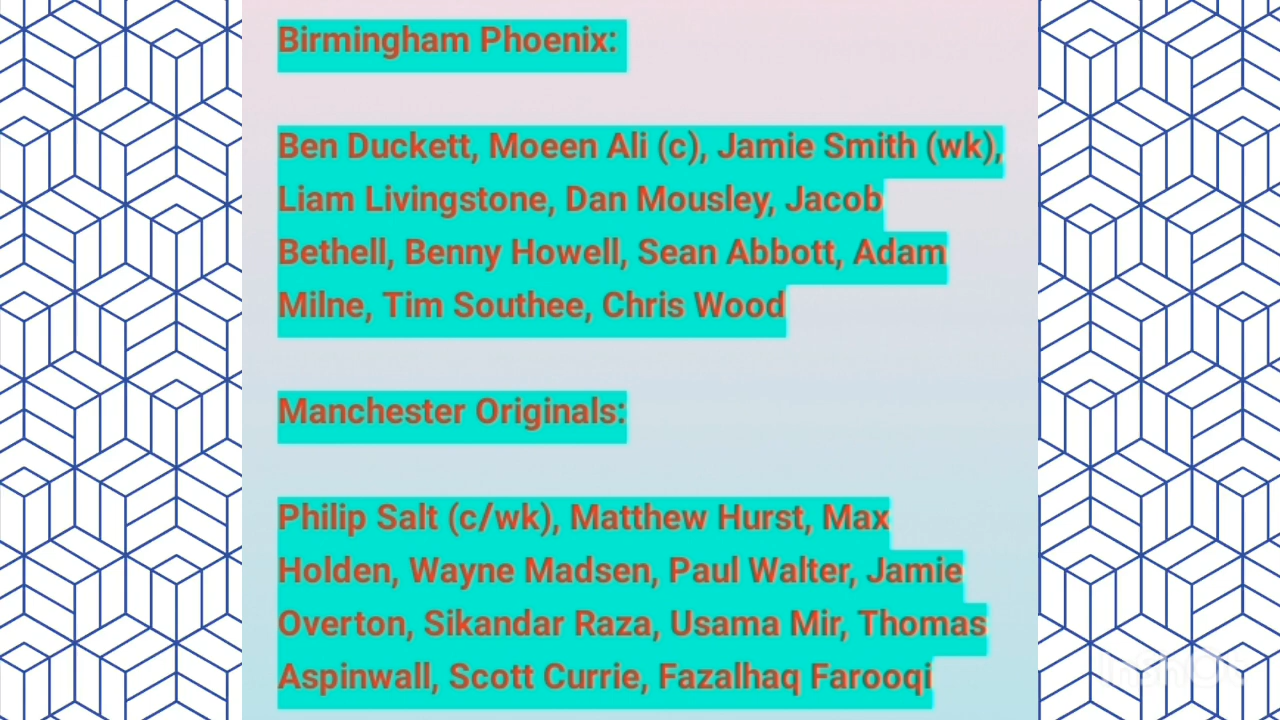 Birmingham Phoenix:
Ben Duckett, Moeen Ali (c), Jamie Smith (wk),
Liam Livingstone, Dan Mousley, Jacob
Bethell, Benny Howell, Sean Abbott, Adam
Milne, Tim Southee, Chris Wood
Manchester Originals:
Philip Salt (c/wk), Matthew Hurst, Max
Holden, Wayne Madsen, Paul Walter, Jamie
Overton, Sikandar Raza, Usama Mir, Thomas
Aspinwall, Scott Currie, Fazalhaq Farooqi
InShOt